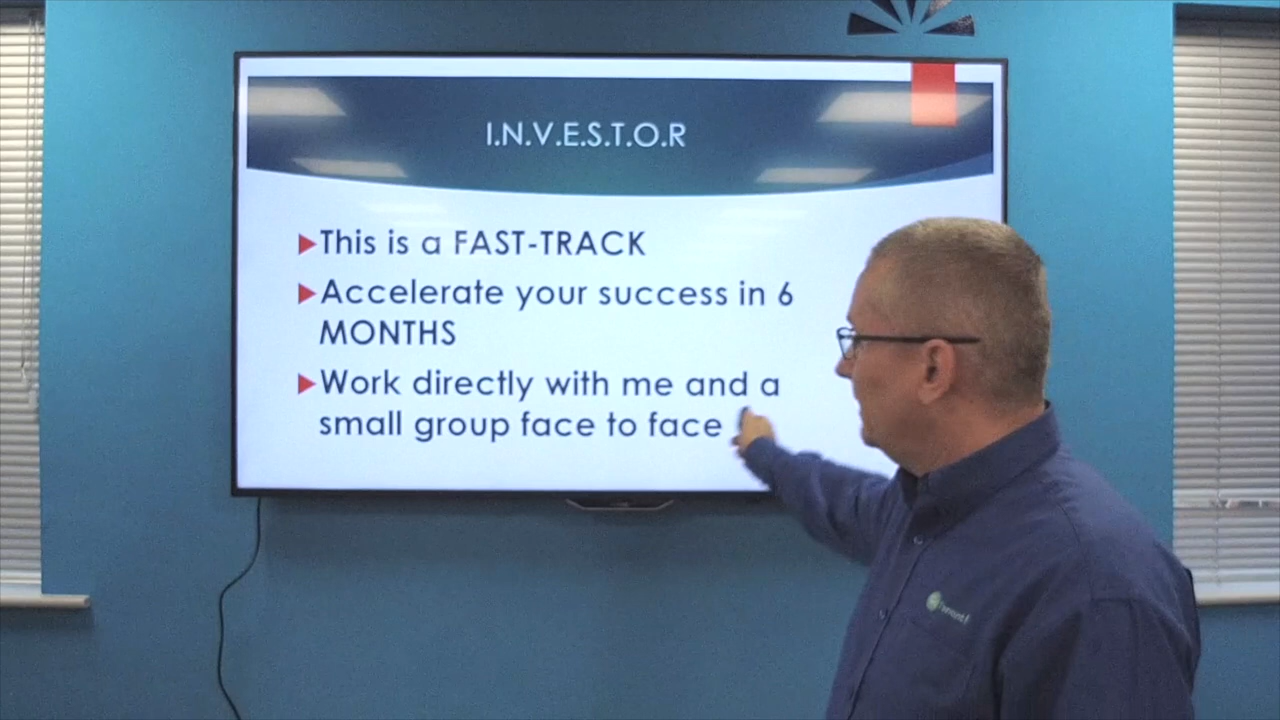 I.N.V.E.S.T.O.R
This is a FAST-TRACK
Accelerate your success in 6
MONTHS
Work directly with me and a
small group face to face